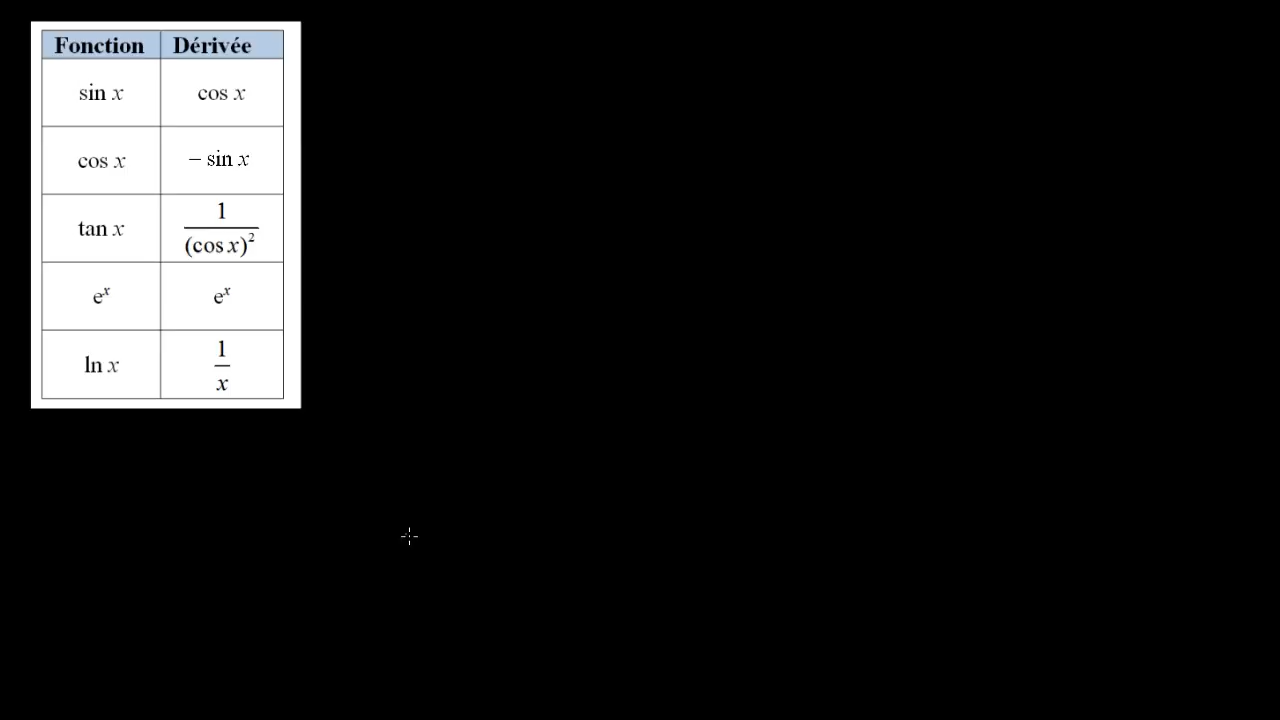 Fonction Dérivée
sin x cos x
cos x − sin x
tan x 1/(cos x)²
eˣ eˣ
ln x 1/x